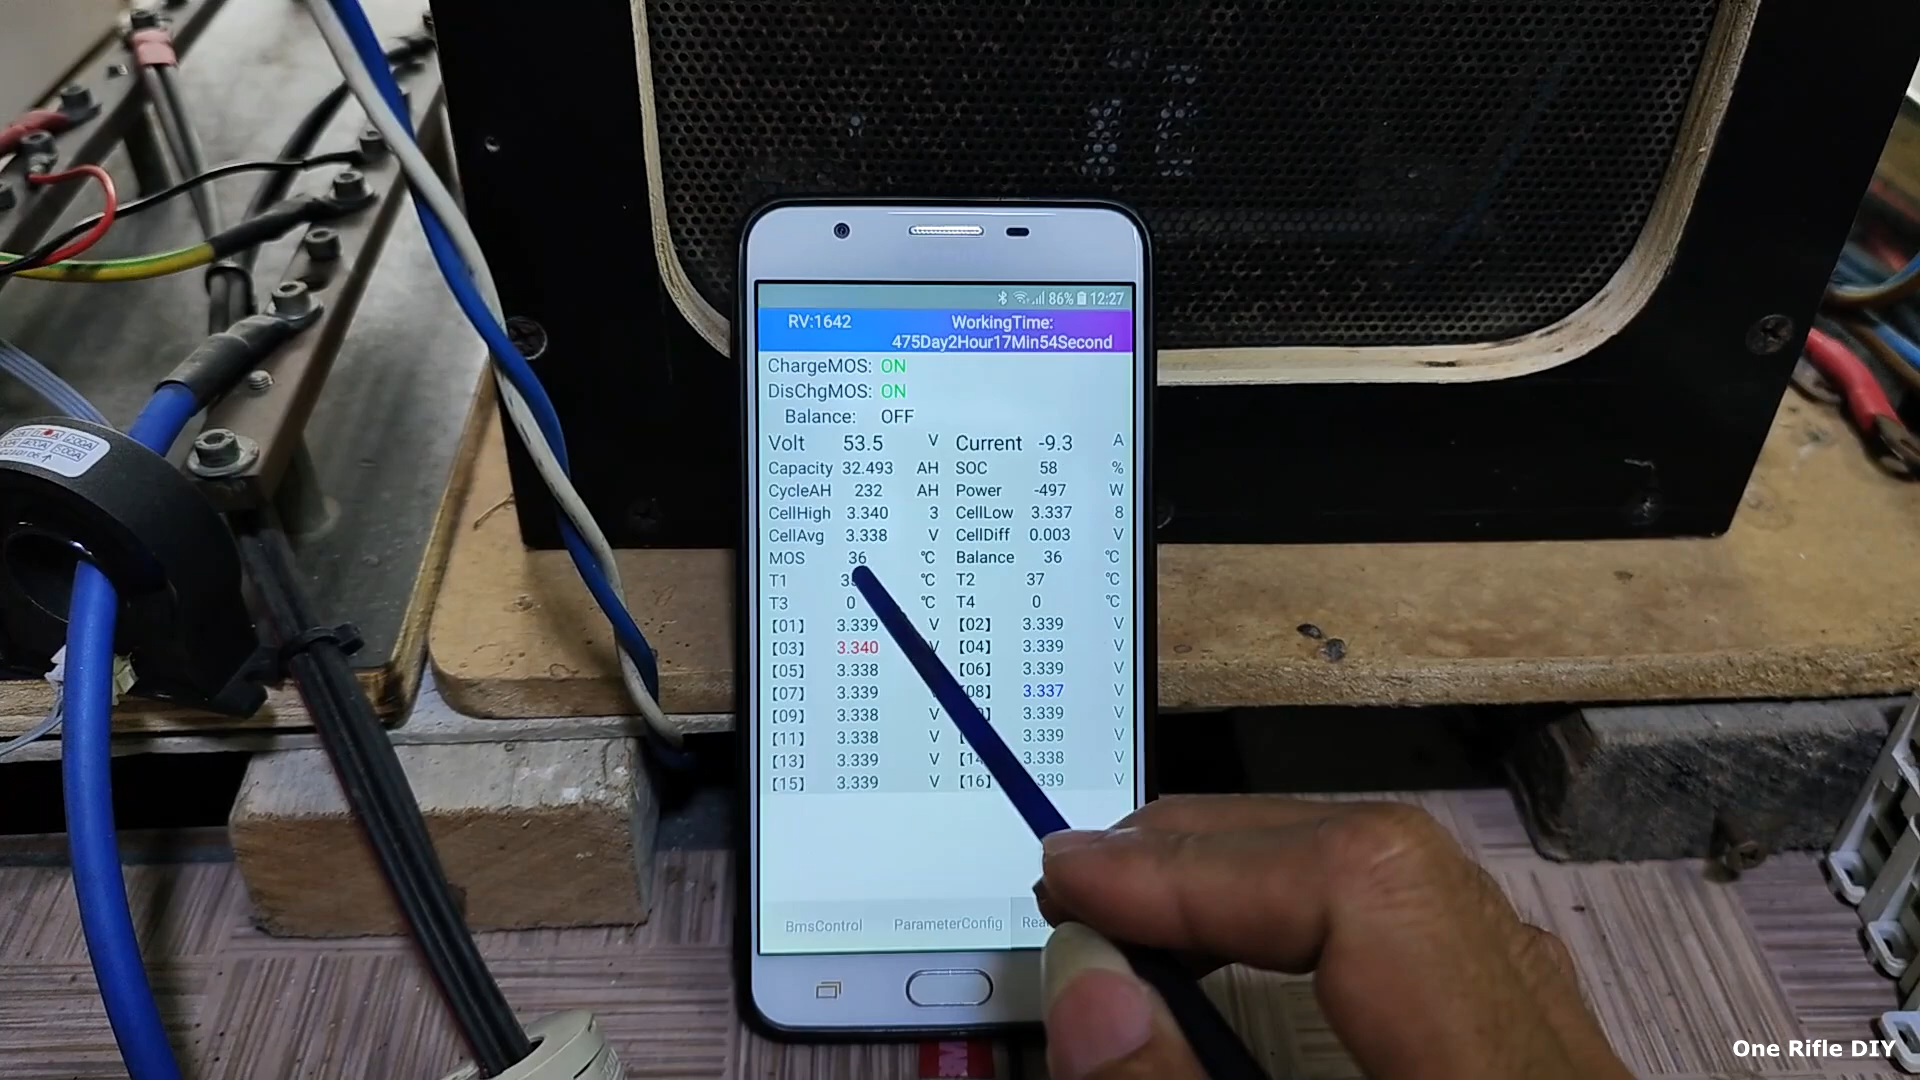 86% 12:27
RV:1642
WorkingTime:
475Day2Hour17Min54Second
ChargeMOS: ON
DisChgMOS: ON
Balance: OFF
Volt 53.5 V Current -9.3 A
Capacity 32.493 AH SOC 58 %
CycleAH 232 AH Power -497 W
CellHigh 3.340 3 CellLow 3.337 8
CellAvg 3.338 V CellDiff 0.003 V
MOS 36 ℃ Balance 36 ℃
T1 ℃ T2 37 ℃
T3 0 ℃ T4 0 ℃
【01】 3.339 V 【02】 3.339 V
【03】 3.340 V 【04】 3.339 V
【05】 3.338 V 【06】 3.339 V
【07】 3.339 【08】 3.337 V
【09】 3.338 V 3.339 V
【11】 3.338 V 3.339 V
【13】 3.339 V 3.338 V
【15】 3.339 V 【16】 V
BmsControl ParameterConfig
One Rifle DIY